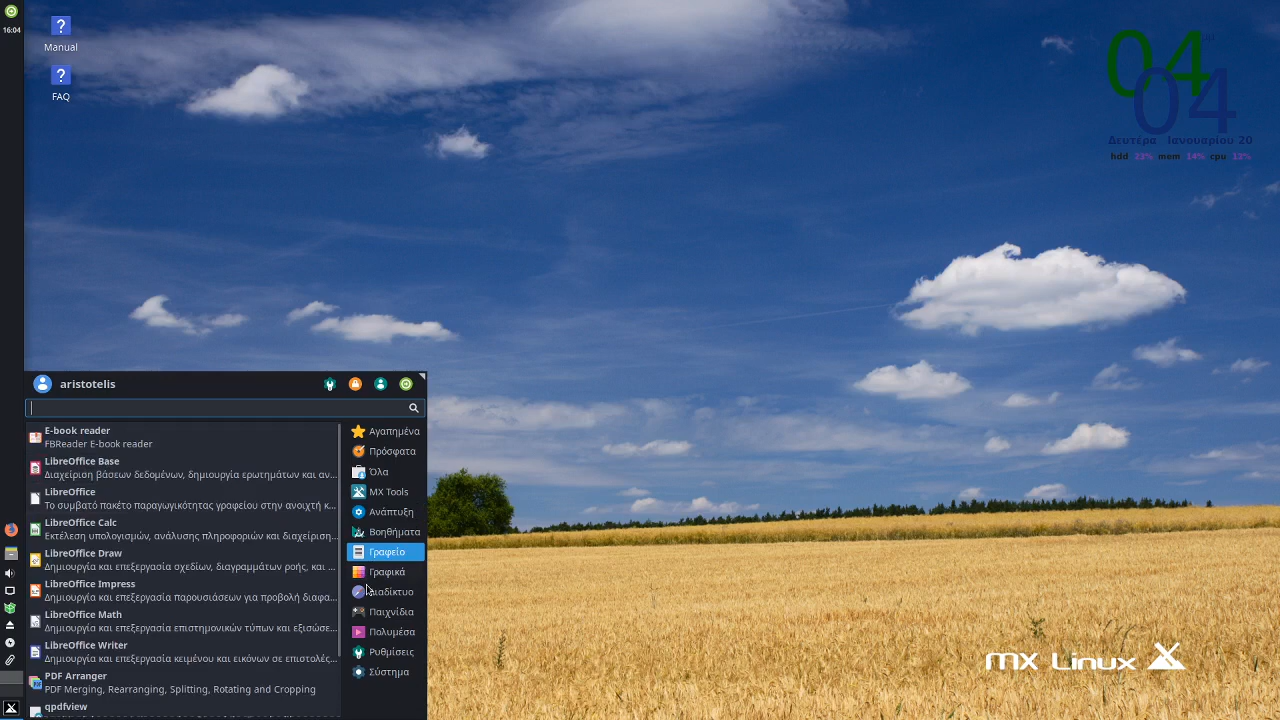 16:04
Manual
FAQ
04
04
Δευτέρα Ιανουαρίου 20
hdd 23% mem 14% cpu 12%
aristotelis
E-book reader
FBReader E-book reader
LibreOffice Base
Διαχείριση βάσεων δεδομένων, δημιουργία ερωτημάτων και αν...
LibreOffice
Το συμβατό πακέτο παραγωγικότητας γραφείου στην ανοιχτή κ...
LibreOffice Calc
Εκτέλεση υπολογισμών, ανάλυσης πληροφοριών και διαχείριση...
LibreOffice Draw
Δημιουργία και επεξεργασία σχεδίων, διαγραμμάτων ροής, και ...
LibreOffice Impress
Δημιουργία και επεξεργασία παρουσιάσεων για προβολή διαφα...
LibreOffice Math
Δημιουργία και επεξεργασία επιστημονικών τύπων και εξισώσε...
LibreOffice Writer
Δημιουργία και επεξεργασία κειμένου και εικόνων σε επιστολές...
PDF Arranger
PDF Merging, Rearranging, Splitting, Rotating and Cropping
qpdfview
Αγαπημένα
Πρόσφατα
Όλα
MX Tools
Ανάπτυξη
Βοηθήματα
Γραφείο
Γραφικά
Διαδίκτυο
Παιχνίδια
Πολυμέσα
Ρυθμίσεις
Σύστημα
MX Linux